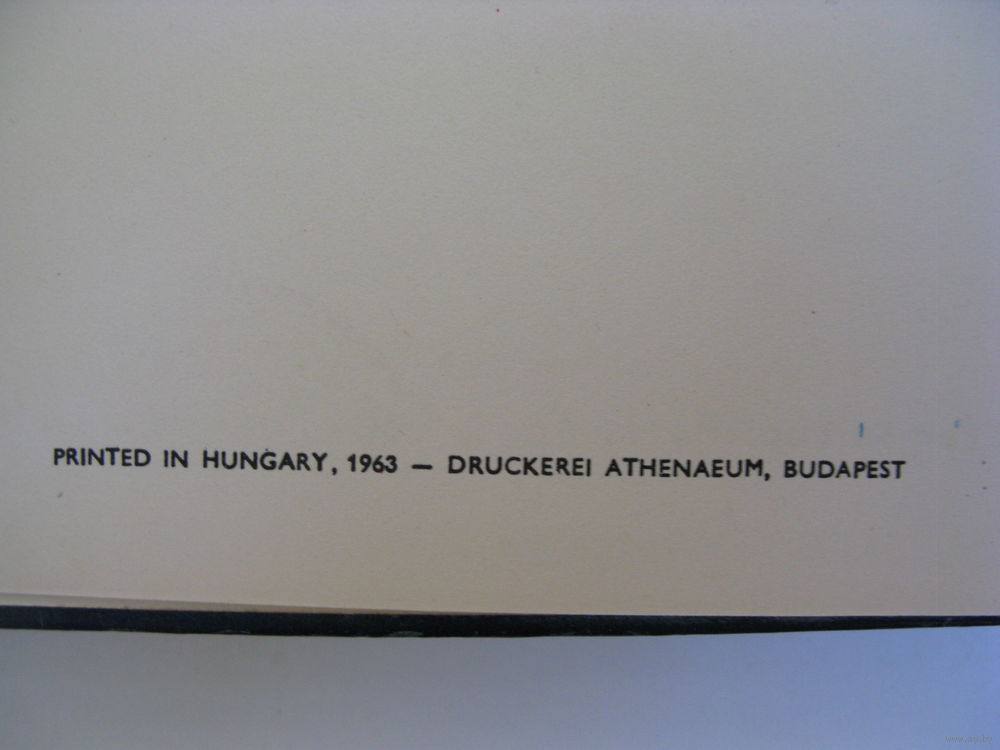 PRINTED IN HUNGARY, 1963 — DRUCKEREI ATHENAEUM, BUDAPEST